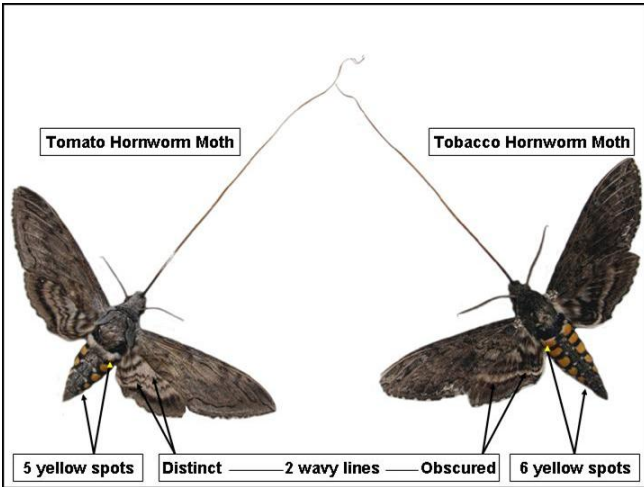 Tomato Hornworm Moth
Tobacco Hornworm Moth
5 yellow spots
Distinct
2 wavy lines
Obscured
6 yellow spots